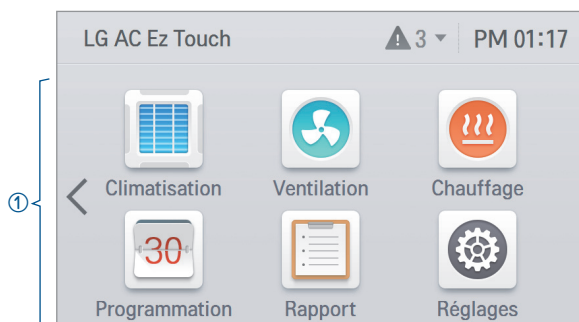 LG AC Ez Touch 3 PM 01:17
①
Climatisation Ventilation Chauffage
30
Programmation Rapport Réglages